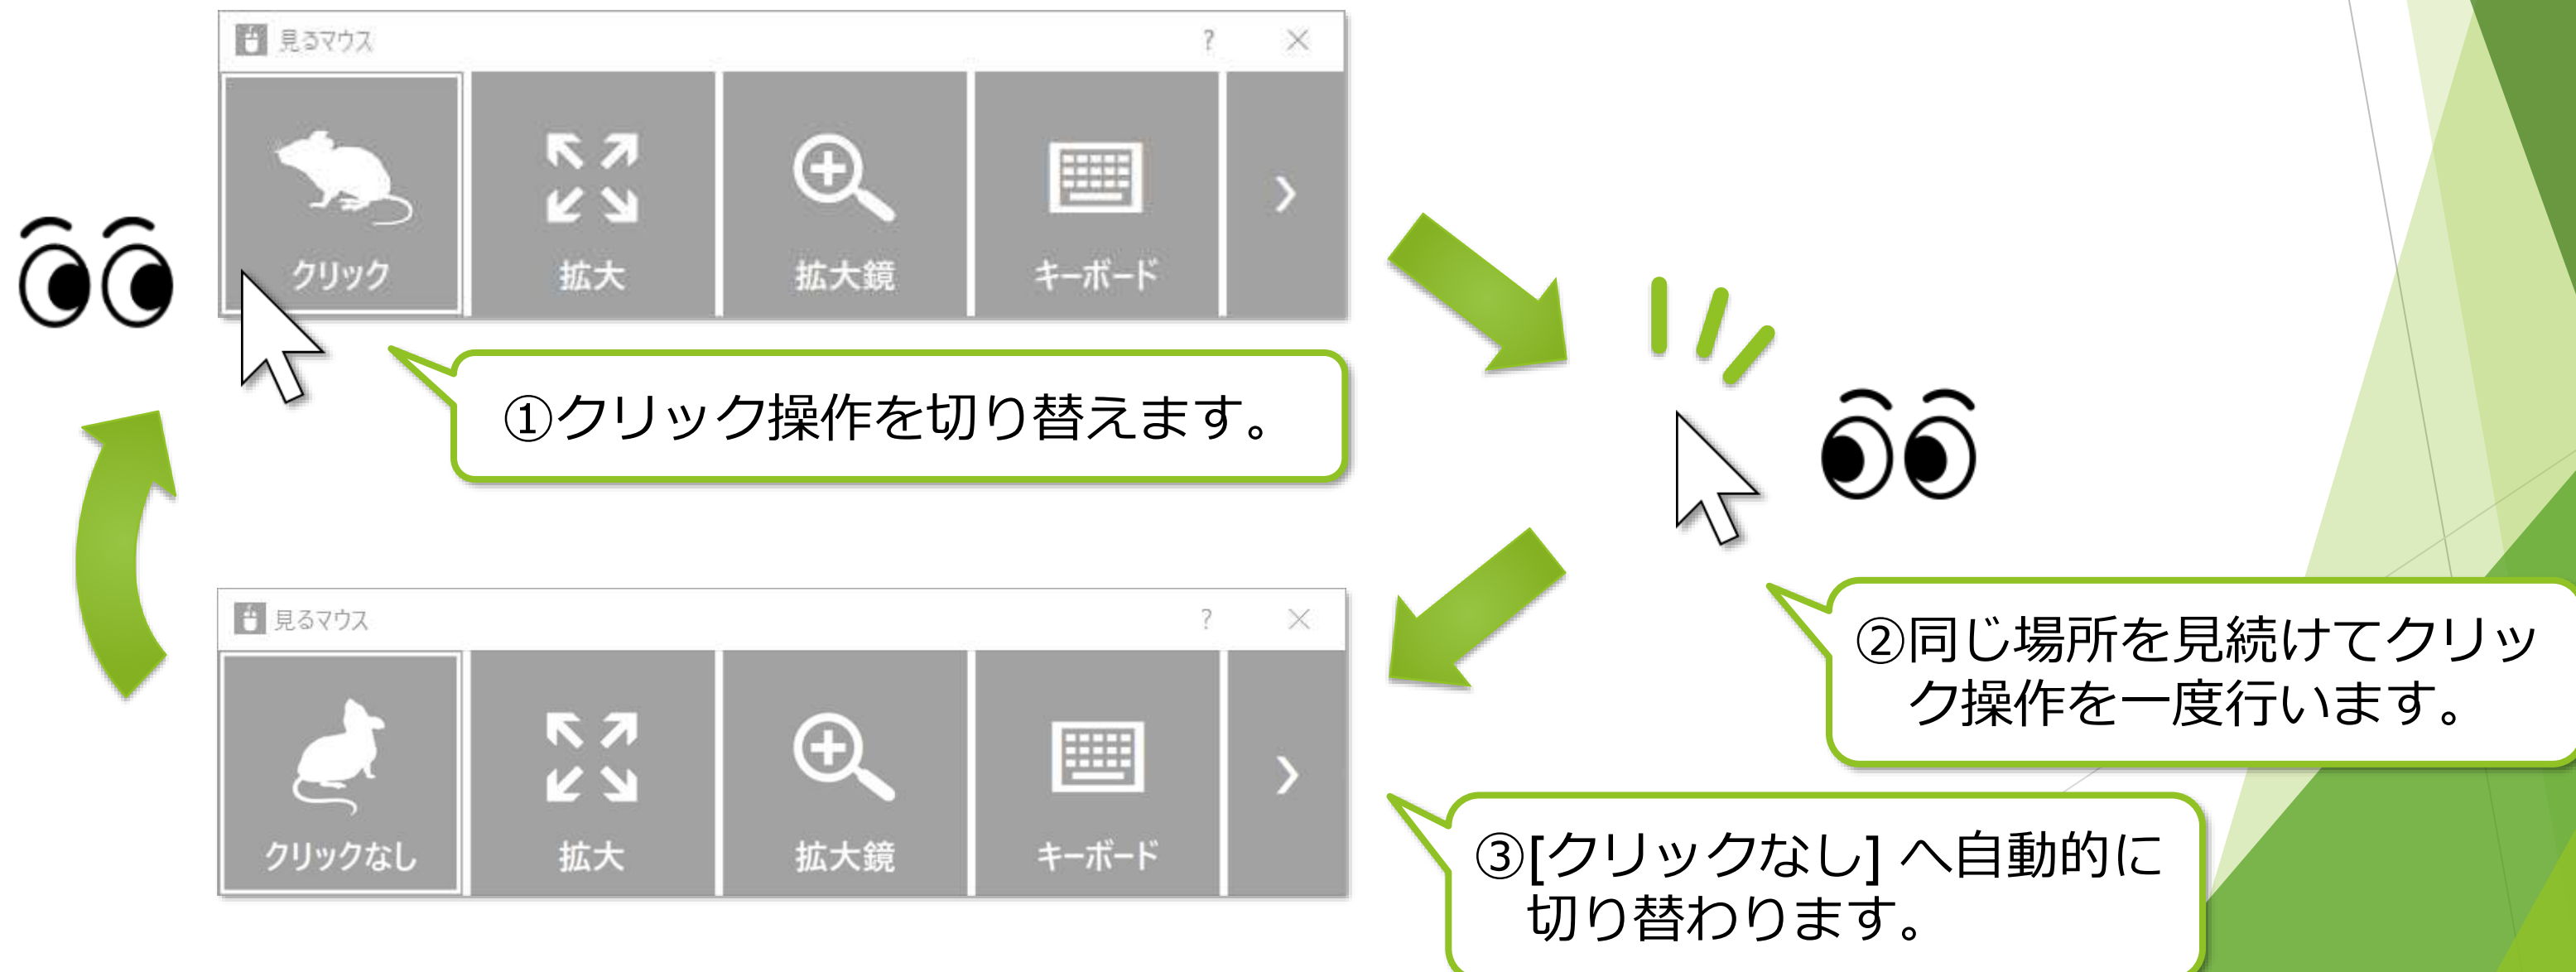 見るマウス ? ×
クリック 拡大 拡大鏡 キーボード >
①クリック操作を切り替えます。
②同じ場所を見続けてクリッ
ク操作を一度行います。
見るマウス ? ×
クリックなし 拡大 拡大鏡 キーボード >
③[クリックなし] へ自動的に
切り替わります。